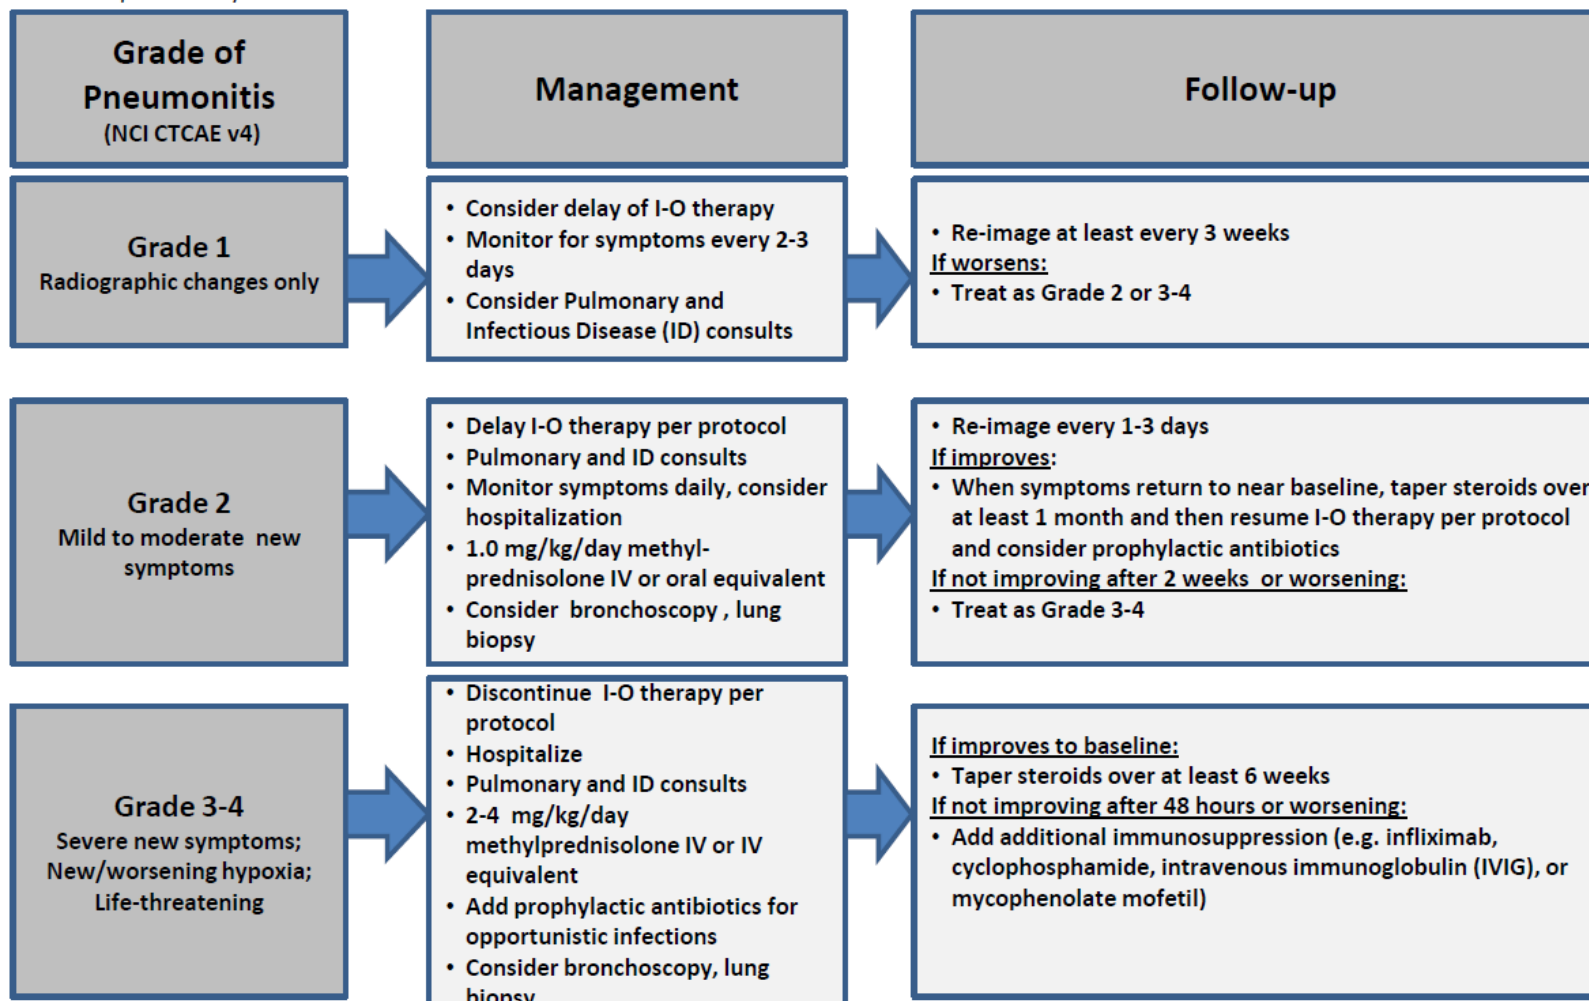 Grade of
Pneumonitis
(NCI CTCAE v4)
Management
Follow-up
Grade 1
Radiographic changes only
• Consider delay of I-O therapy
• Monitor for symptoms every 2-3
days
• Consider Pulmonary and
Infectious Disease (ID) consults
• Re-image at least every 3 weeks
If worsens:
• Treat as Grade 2 or 3-4
Grade 2
Mild to moderate new
symptoms
• Delay I-O therapy per protocol
• Pulmonary and ID consults
• Monitor symptoms daily, consider
hospitalization
• 1.0 mg/kg/day methyl-
prednisolone IV or oral equivalent
• Consider bronchoscopy , lung
biopsy
• Re-image every 1-3 days
If improves:
• When symptoms return to near baseline, taper steroids over
at least 1 month and then resume I-O therapy per protocol
and consider prophylactic antibiotics
If not improving after 2 weeks or worsening:
• Treat as Grade 3-4
Grade 3-4
Severe new symptoms;
New/worsening hypoxia;
Life-threatening
• Discontinue I-O therapy per
protocol
• Hospitalize
• Pulmonary and ID consults
• 2-4 mg/kg/day
methylprednisolone IV or IV
equivalent
• Add prophylactic antibiotics for
opportunistic infections
• Consider bronchoscopy, lung
biopsy
If improves to baseline:
• Taper steroids over at least 6 weeks
If not improving after 48 hours or worsening:
• Add additional immunosuppression (e.g. infliximab,
cyclophosphamide, intravenous immunoglobulin (IVIG), or
mycophenolate mofetil)